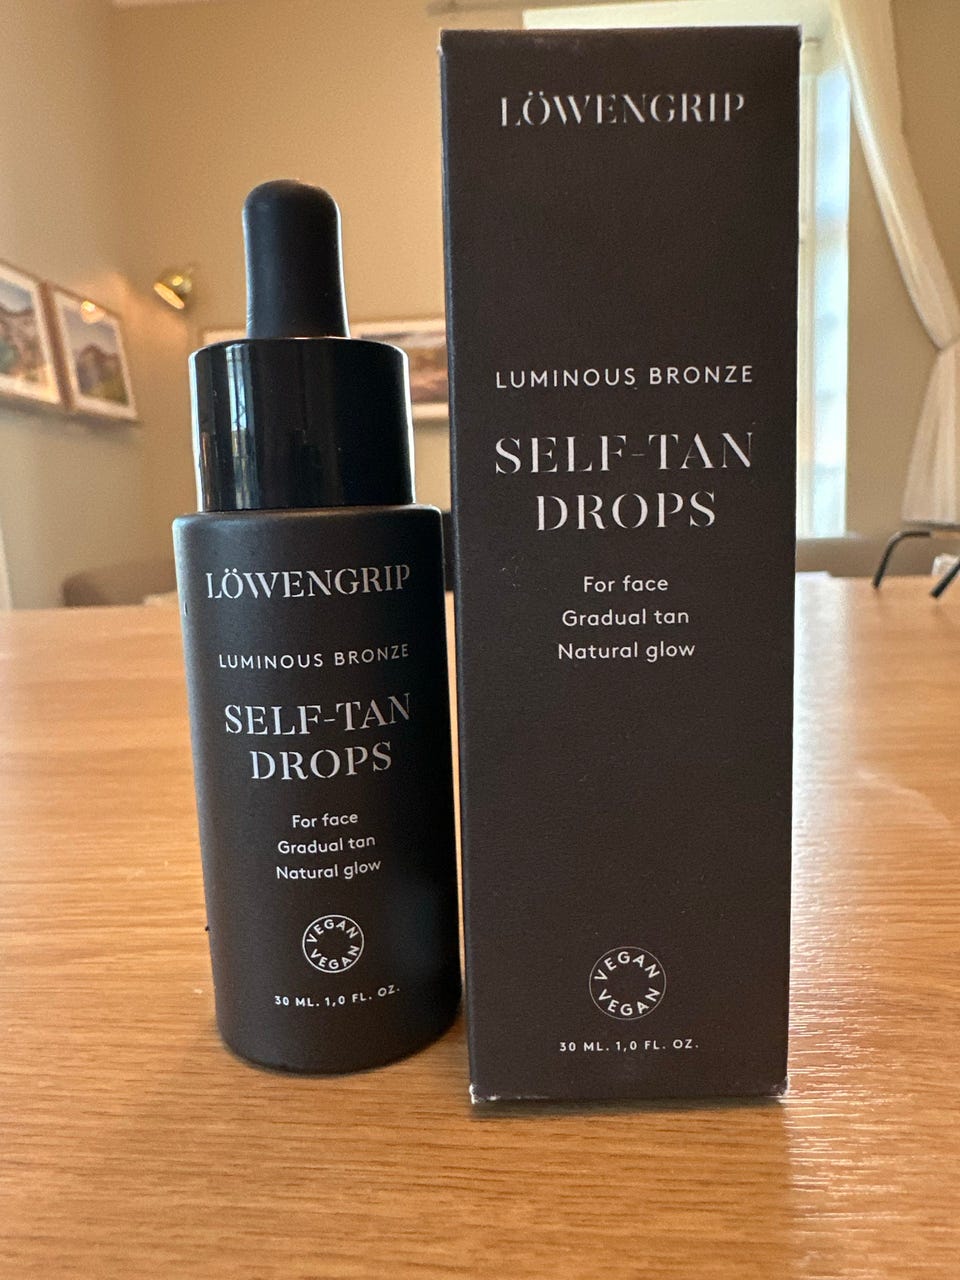 LÖWENGRIP
LUMINOUS BRONZE
SELF-TAN
DROPS
For face
Gradual tan
Natural glow
VEGAN
VEGAN
30 ML. 1,0 FL. OZ.
LÖWENGRIP
LUMINOUS BRONZE
SELF-TAN
DROPS
For face
Gradual tan
Natural glow
VEGAN
VEGAN
30 ML. 1,0 FL. OZ.